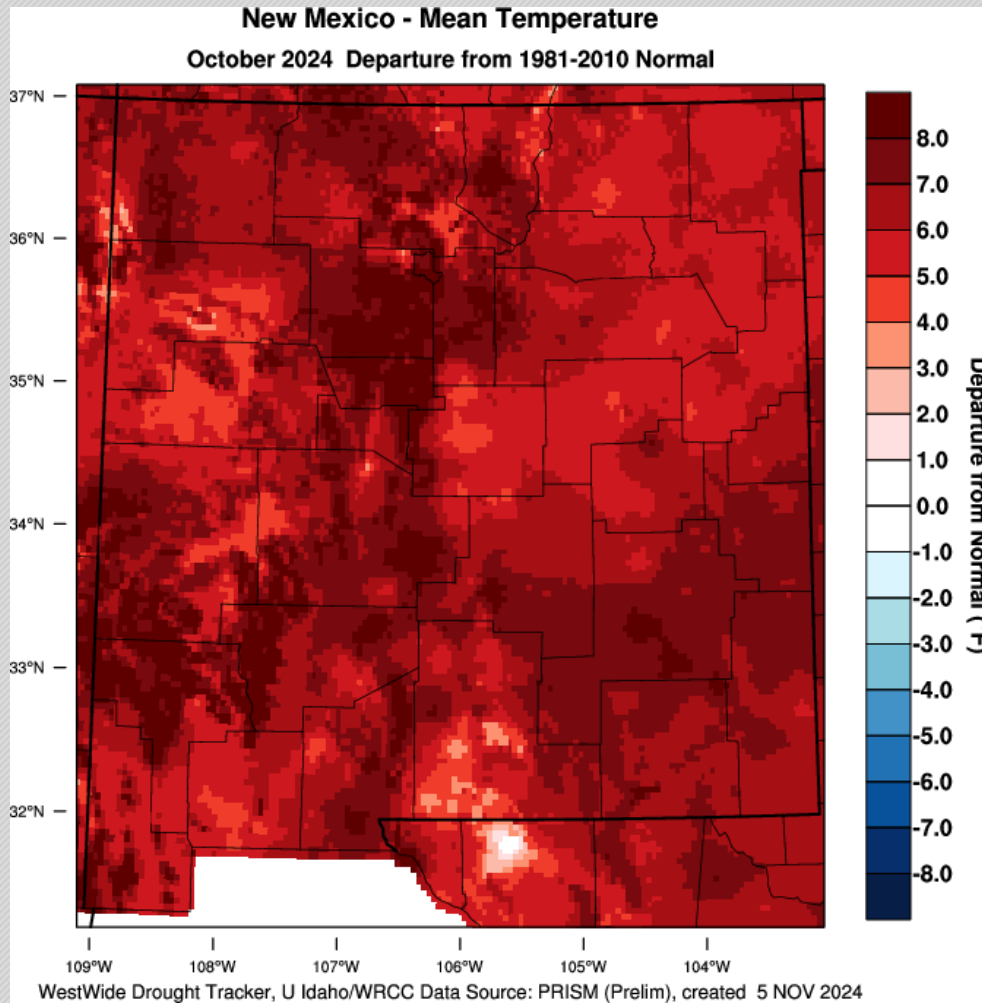 New Mexico - Mean Temperature
October 2024 Departure from 1981-2010 Normal
37°N
36°N
35°N
34°N
33°N
32°N
109°W
108°W
107°W
106°W
105°W
104°W
8.0
7.0
6.0
5.0
4.0
3.0
2.0
1.0
0.0
-1.0
-2.0
-3.0
-4.0
-5.0
-6.0
-7.0
-8.0
Departure from Normal (°F)
WestWide Drought Tracker, U Idaho/WRCC Data Source: PRISM (Prelim), created 5 NOV 2024